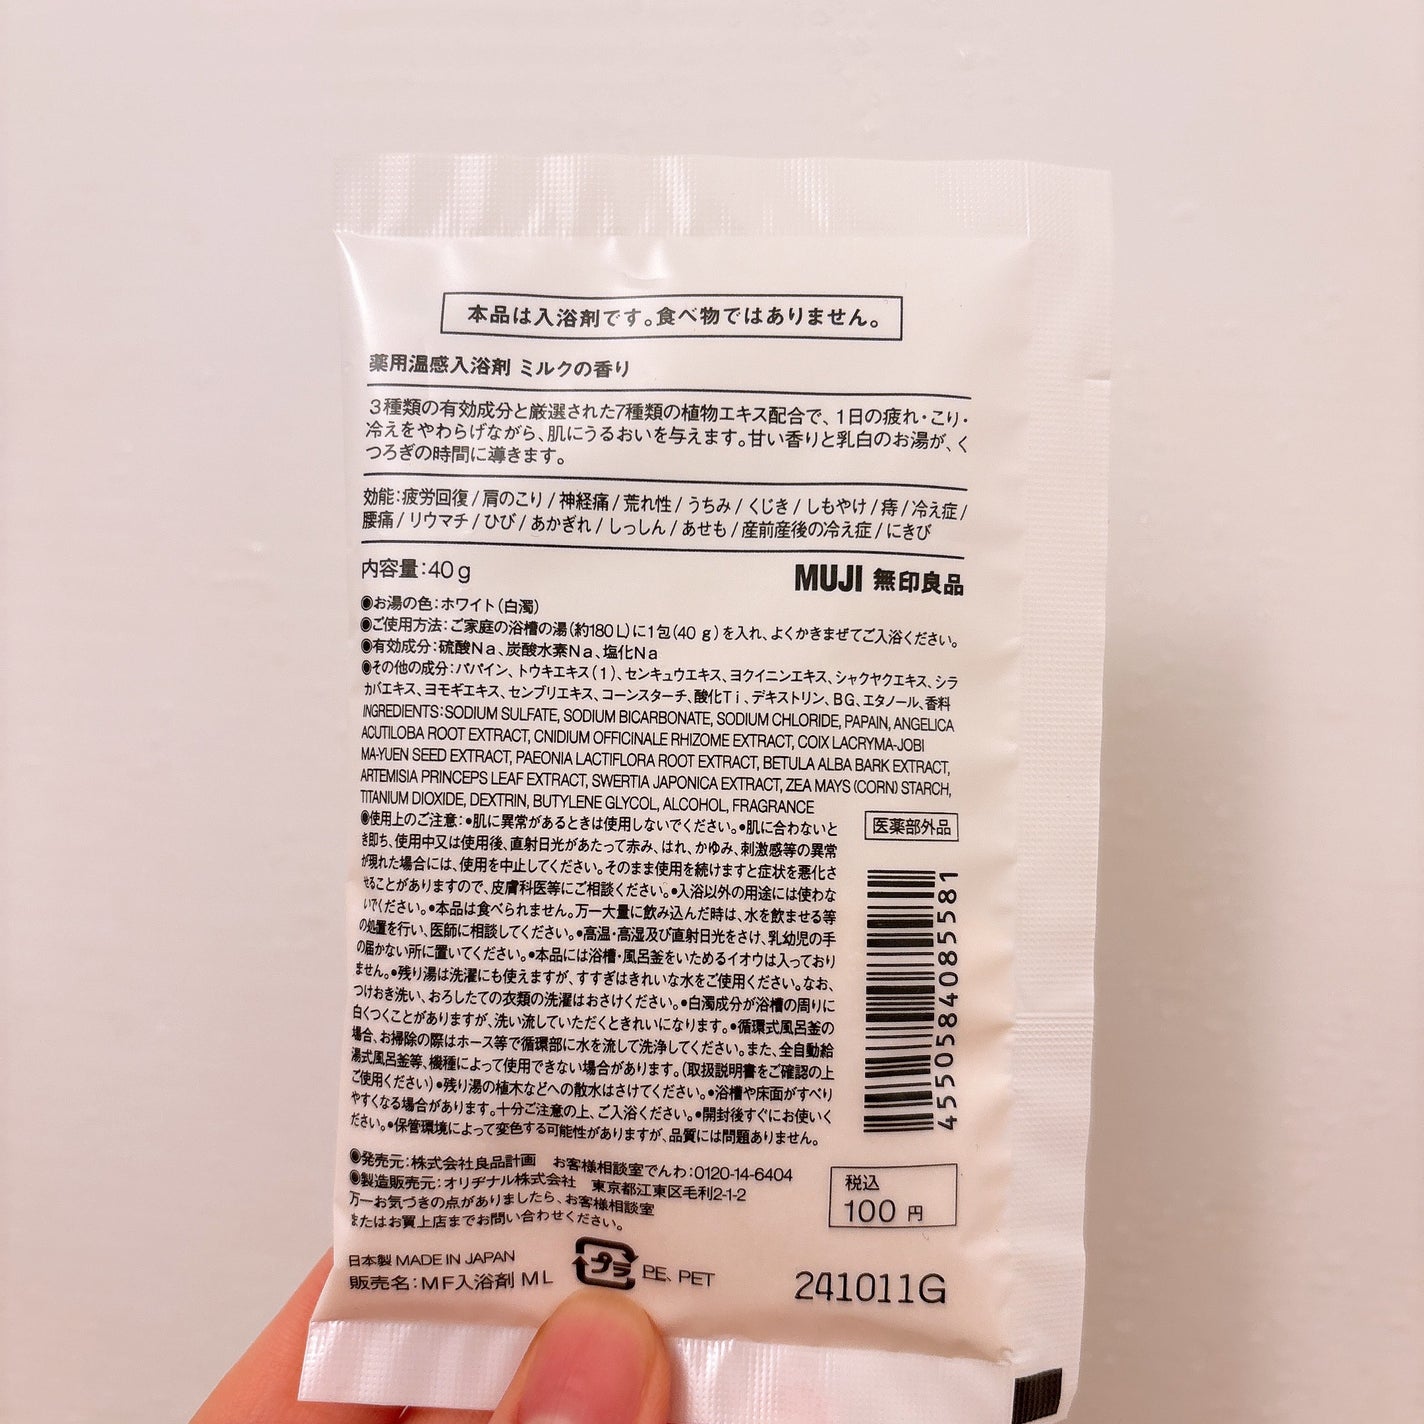 本品は入浴剤です。食べ物ではありません。
薬用温感入浴剤 ミルクの香り
3種類の有効成分と厳選された7種類の植物エキス配合で、1日の疲れ・こり・
冷えをやわらげながら、肌にうるおいを与えます。甘い香りと乳白のお湯が、く
つろぎの時間に導きます。
効能:疲労回復/肩のこり/神経痛/荒れ性/うちみ/くじき/しもやけ/痔/冷え症/
腰痛/リウマチ/ひび/あかぎれ/しっしん/あせも/産前産後の冷え症/にきび
内容量:40g
MUJI 無印良品
◉お湯の色:ホワイト(白濁)
◉ご使用方法:ご家庭の浴槽の湯(約180L)に1包(40g)を入れ、よくかきまぜてご入浴ください。
◉有効成分:硫酸Na、炭酸水素Na、塩化Na
◉その他の成分:パパイン、トウキエキス(1)、センキュウエキス、ヨクイニンエキス、シャクヤクエキス、シラ
カバエキス、ヨモギエキス、センブリエキス、コーンスターチ、酸化Ti、デキストリン、BG、エタノール、香料
INGREDIENTS:SODIUM SULFATE, SODIUM BICARBONATE, SODIUM CHLORIDE, PAPAIN, ANGELICA
ACUTILOBA ROOT EXTRACT, CNIDIUM OFFICINALE RHIZOME EXTRACT, COIX LACRYMA-JOBI
MA-YUEN SEED EXTRACT, PAEONIA LACTIFLORA ROOT EXTRACT, BETULA ALBA BARK EXTRACT,
ARTEMISIA PRINCEPS LEAF EXTRACT, SWERTIA JAPONICA EXTRACT, ZEA MAYS (CORN) STARCH,
TITANIUM DIOXIDE, DEXTRIN, BUTYLENE GLYCOL, ALCOHOL, FRAGRANCE
◉使用上のご注意:•肌に異常があるときは使用しないでください。•肌に合わないと
き即ち、使用中又は使用後、直射日光があたって赤み、はれ、かゆみ、刺激感等の異常
が現れた場合には、使用を中止してください。そのまま使用を続けますと症状を悪化さ
せることがありますので、皮膚科医等にご相談ください。•入浴以外の用途には使わな
いでください。•本品は食べられません。万一大量に飲み込んだ時は、水を飲ませる等
の処置を行い、医師に相談してください。•高温・高湿及び直射日光をさけ、乳幼児の手
の届かない所に置いてください。•本品には浴槽・風呂釜をいためるイオウは入っており
ません。•残り湯は洗濯にも使えますが、すすぎはきれいな水をご使用ください。なお、
つけおき洗い、おろしたての衣類の洗濯はおさけください。•白濁成分が浴槽の周りに
白くつくことがありますが、洗い流していただくときれいになります。•循環式風呂釜の
場合、お掃除の際はホース等で循環部に水を流して洗浄してください。また、全自動給
湯式風呂釜等、機種によって使用できない場合があります。(取扱説明書をご確認の上
ご使用ください)•残り湯の植木などへの散水はさけてください。•浴槽や床面がすべり
やすくなる場合があります。十分ご注意の上、ご入浴ください。•開封後すぐにお使いく
ださい。•保管環境によって変色する可能性がありますが、品質には問題ありません。
医薬部外品
4550584085581
◉発売元:株式会社良品計画 お客様相談室でんわ:0120-14-6404
◉製造販売元:オリヂナル株式会社 東京都江東区毛利2-1-2
万一お気づきの点がありましたら、お客様相談室
またはお買上店までお問い合わせください。
税込
100 円
日本製 MADE IN JAPAN
販売名:MF入浴剤 ML
プラ PE、PET
241011G